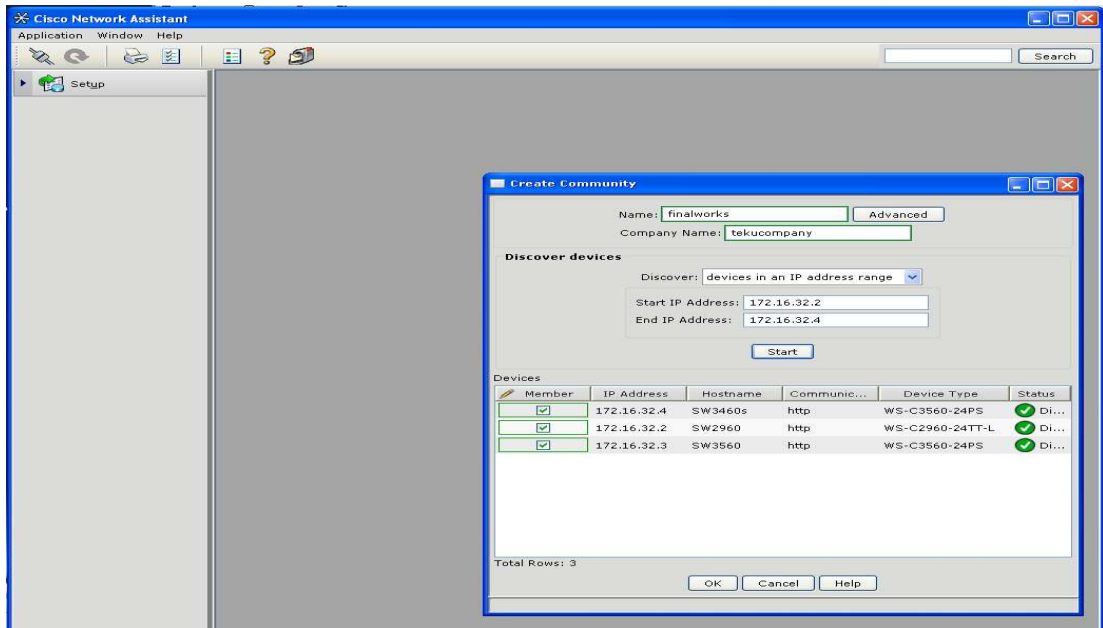 Cisco Network Assistant
Application Window Help
Search
Setup
Create Community
Name: finalworks Advanced
Company Name: tekucompany
Discover devices
Discover: devices in an IP address range
Start IP Address: 172.16.32.2
End IP Address: 172.16.32.4
Start
Devices
Member IP Address Hostname Communic... Device Type Status
172.16.32.4 SW3460s http WS-C3560-24PS Di...
172.16.32.2 SW2960 http WS-C2960-24TT-L Di...
172.16.32.3 SW3560 http WS-C3560-24PS Di...
Total Rows: 3
OK Cancel Help